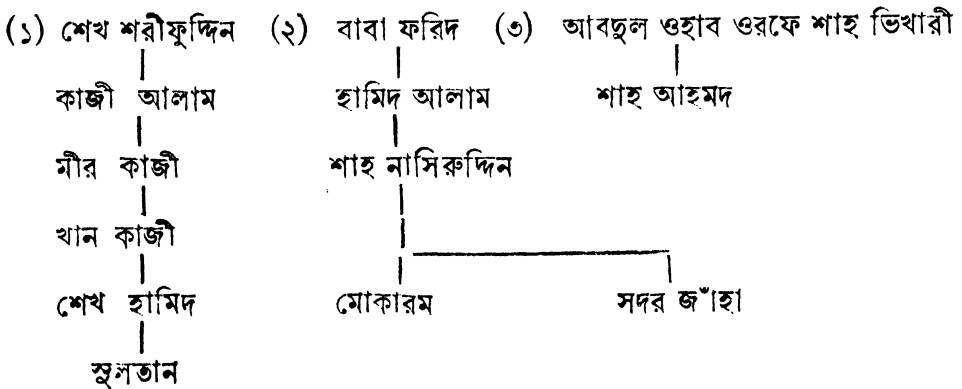 (১) শেখ শরীফুদ্দিন (২) বাবা ফরিদ (৩) আবদুল ওহাব ওরফে শাহ ভিখারী
কাজী আলাম হামিদ আলাম শাহ আহমদ
মীর কাজী শাহ নাসিরুদ্দিন
খান কাজী
শেখ হামিদ মোকারম সদর জাঁহা
সুলতান